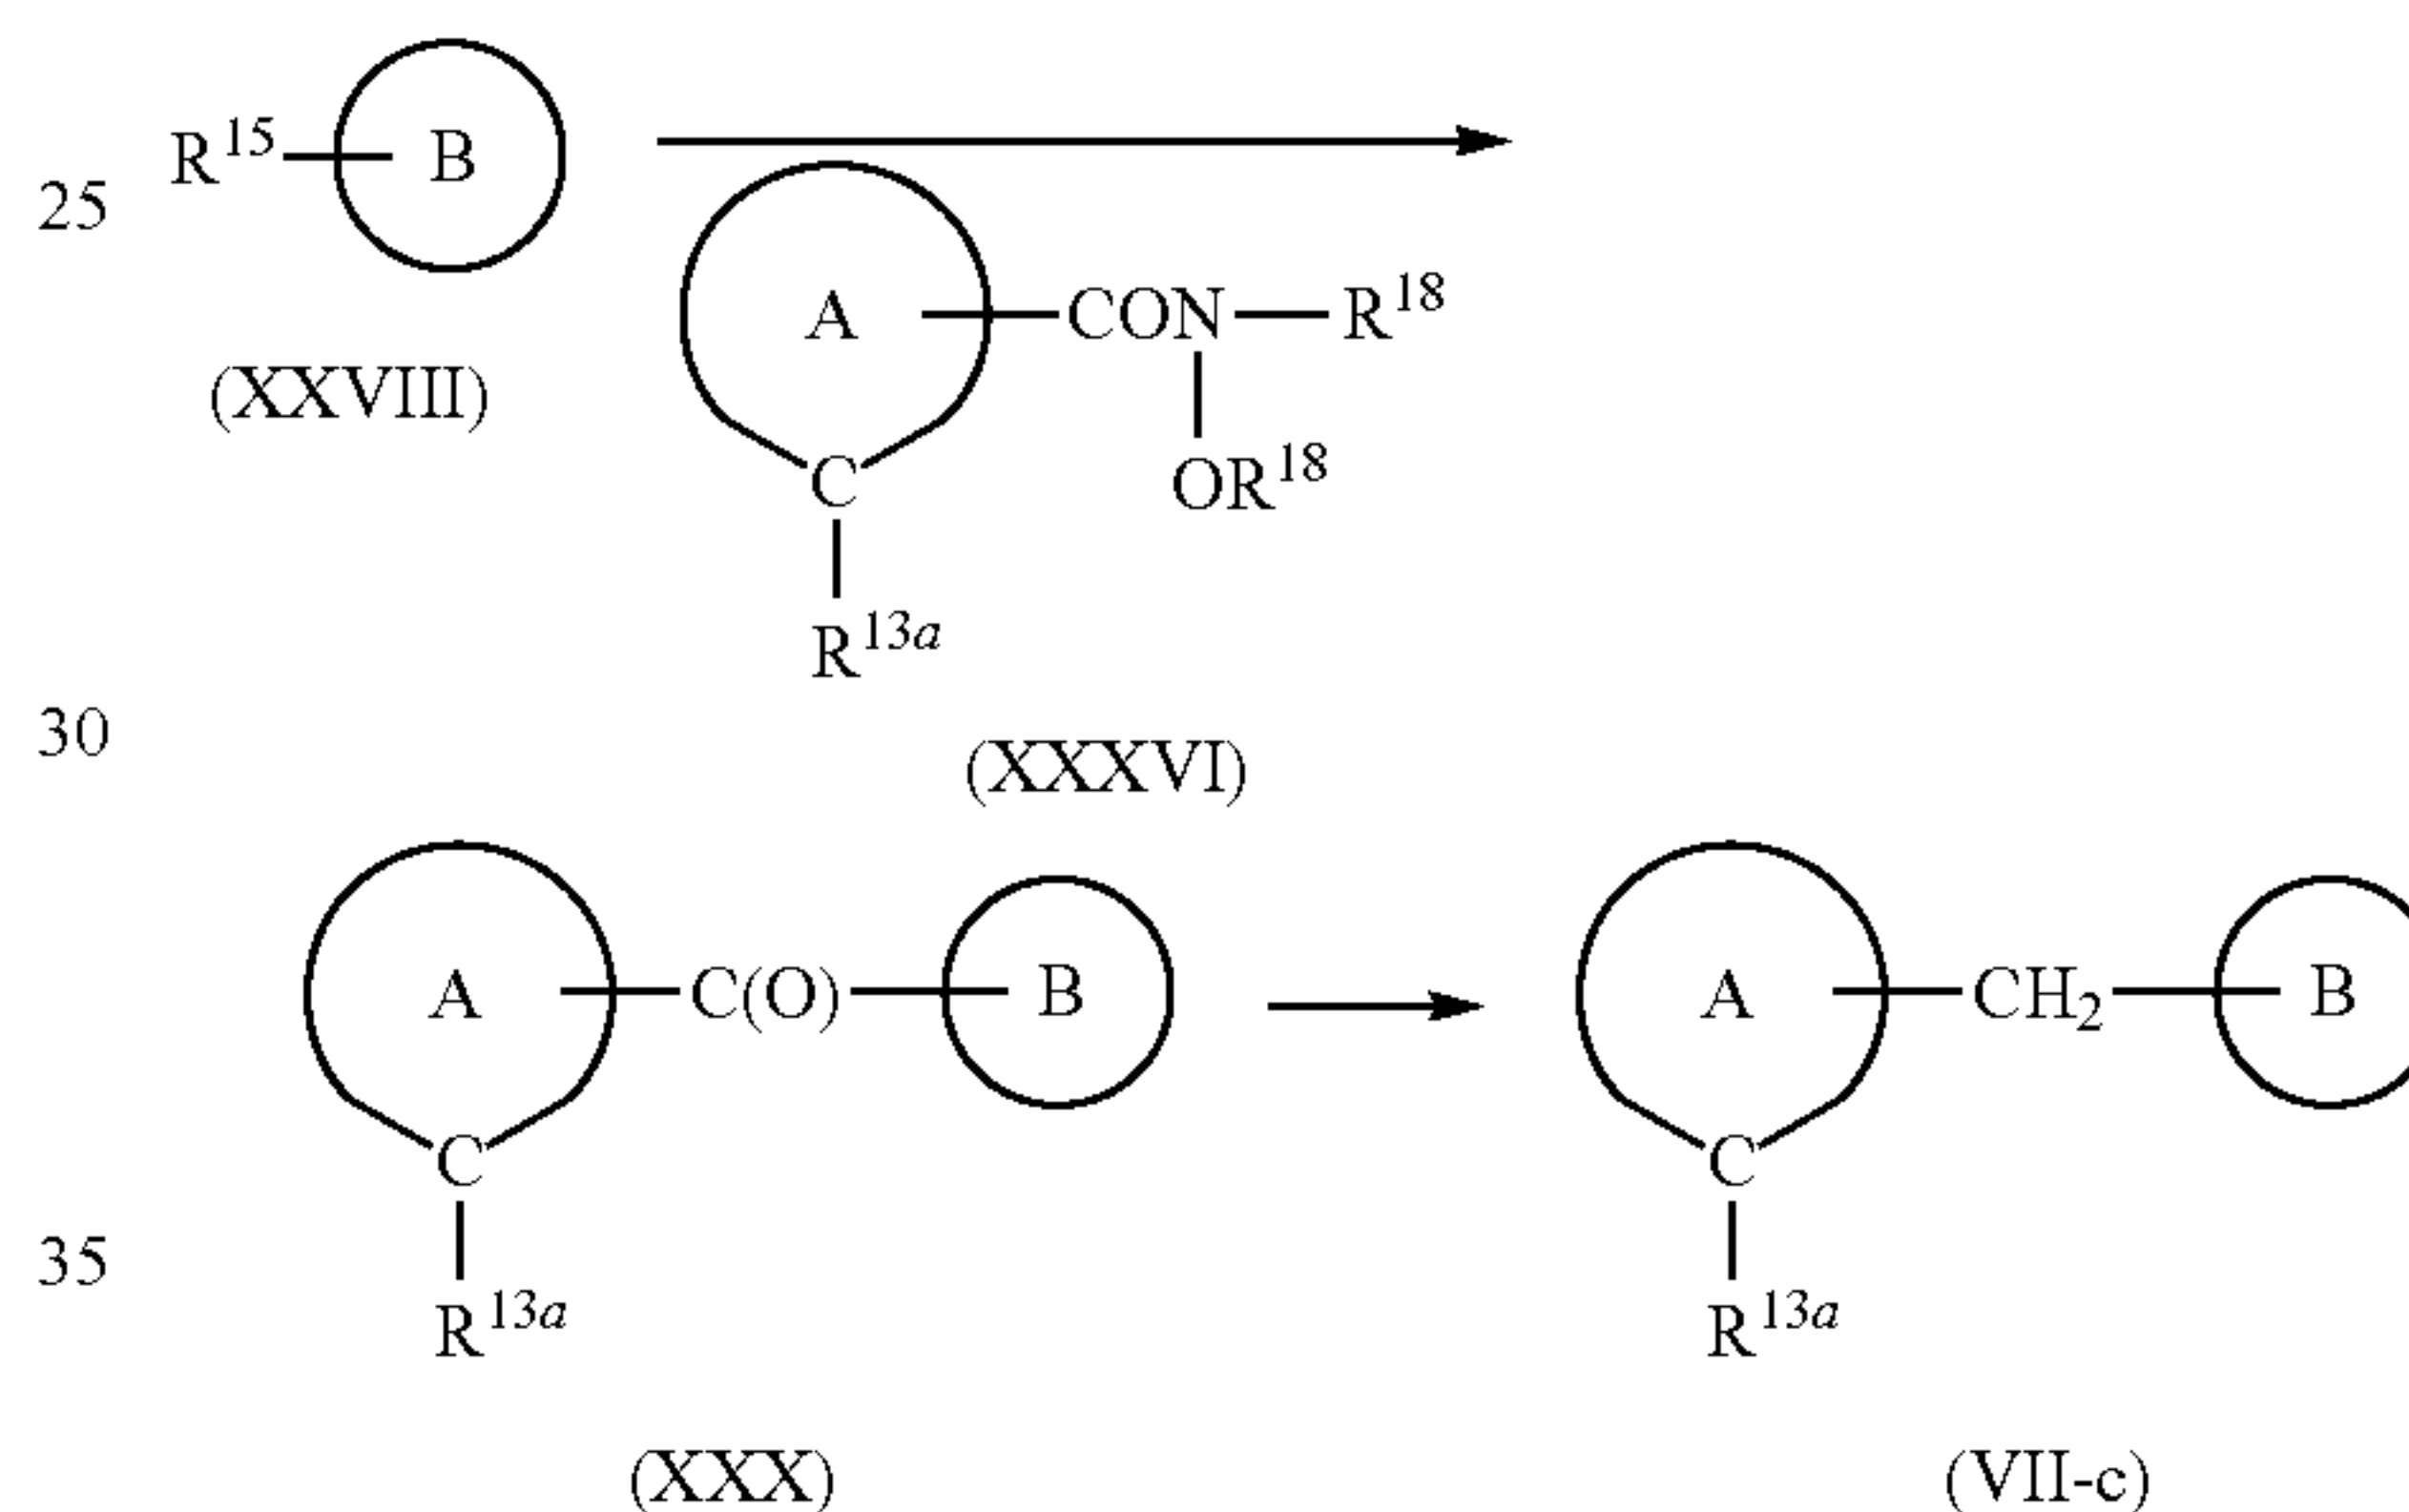 R15 B
25
A CON R18
(XXVIII)
OR18
C
R13a
30
(XXXVI)
A C(O) B A CH2 B
C C
35
R13a R13a
(XXX) (VII-c)